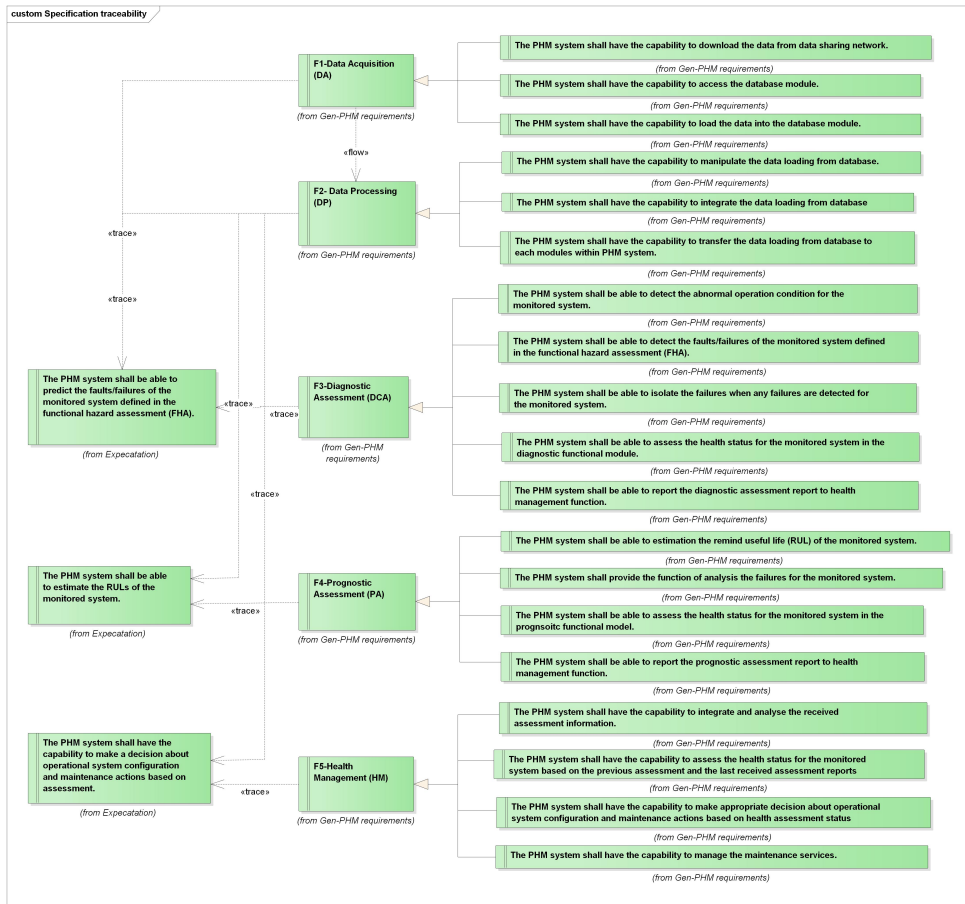 custom Specification traceability
F1-Data Acquisition
(DA)
(from Gen-PHM requirements)
The PHM system shall have the capability to download the data from data sharing network.
(from Gen-PHM requirements)
The PHM system shall have the capability to access the database module.
(from Gen-PHM requirements)
The PHM system shall have the capability to load the data into the database module.
(from Gen-PHM requirements)
«flow»
F2- Data Processing
(DP)
(from Gen-PHM requirements)
The PHM system shall have the capability to manipulate the data loading from database.
(from Gen-PHM requirements)
The PHM system shall have the capability to integrate the data loading from database
(from Gen-PHM requirements)
The PHM system shall have the capability to transfer the data loading from database to
each modules within PHM system.
(from Gen-PHM requirements)
«trace»
«trace»
The PHM system shall be able to
predict the faults/failures of the
monitored system defined in the
functional hazard assessment (FHA).
(from Expecatation)
«trace»
«trace»
F3-Diagnostic
Assessment (DCA)
(from Gen-PHM
requirements)
The PHM system shall be able to detect the abnormal operation condition for the
monitored system.
(from Gen-PHM requirements)
The PHM system shall be able to detect the faults/failures of the monitored system defined
in the functional hazard assessment (FHA).
(from Gen-PHM requirements)
The PHM system shall be able to isolate the failures when any failures are detected for
the monitored system.
(from Gen-PHM requirements)
The PHM system shall be able to assess the health status for the monitored system in the
diagnostic functional module.
(from Gen-PHM requirements)
The PHM system shall be able to report the diagnostic assessment report to health
management function.
(from Gen-PHM requirements)
«trace»
The PHM system shall be able
to estimate the RULs of the
monitored system.
(from Expecatation)
«trace»
F4-Prognostic
Assessment (PA)
(from Gen-PHM requirements)
The PHM system shall be able to estimation the remind useful life (RUL) of the monitored system.
(from Gen-PHM requirements)
The PHM system shall provide the function of analysis the failures for the monitored system.
(from Gen-PHM requirements)
The PHM system shall be able to assess the health status for the monitored system in the
prognsoitc functional model.
(from Gen-PHM requirements)
The PHM system shall be able to report the prognostic assessment report to health
management function.
(from Gen-PHM requirements)
The PHM system shall have the
capability to make a decision about
operational system configuration
and maintenance actions based on
assessment.
(from Expecatation)
«trace»
F5-Health
Management (HM)
(from Gen-PHM requirements)
The PHM system shall have the capability to integrate and analyse the received
assessment information.
(from Gen-PHM requirements)
The PHM system shall have the capability to assess the health status for the monitored
system based on the previous assessment and the last received assessment reports
(from Gen-PHM requirements)
The PHM system shall have the capability to make appropriate decision about operational
system configuration and maintenance actions based on health assessment status
(from Gen-PHM requirements)
The PHM system shall have the capability to manage the maintenance services.
(from Gen-PHM requirements)